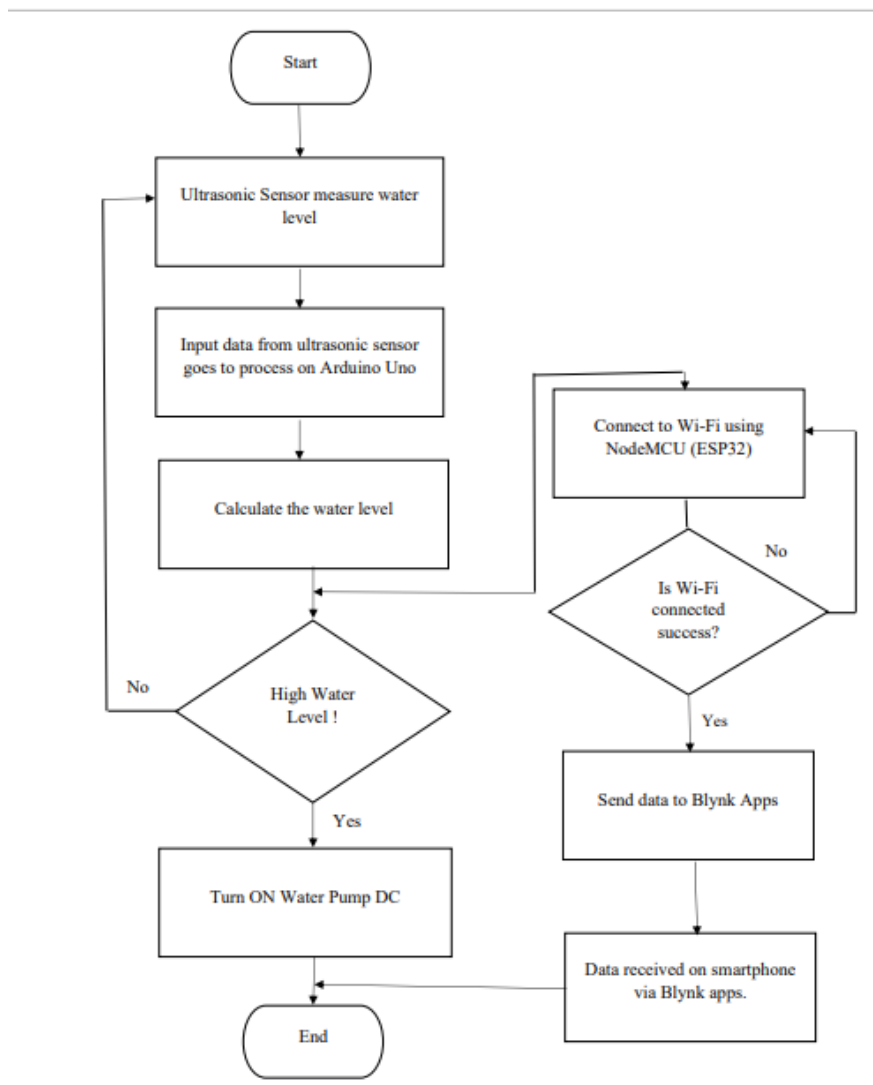 Start
Ultrasonic Sensor measure water
level
Input data from ultrasonic sensor
goes to process on Arduino Uno
Calculate the water level
High Water
Level !
No
Yes
Turn ON Water Pump DC
End
Connect to Wi-Fi using
NodeMCU (ESP32)
No
Is Wi-Fi
connected
success?
Yes
Send data to Blynk Apps
Data received on smartphone
via Blynk apps.